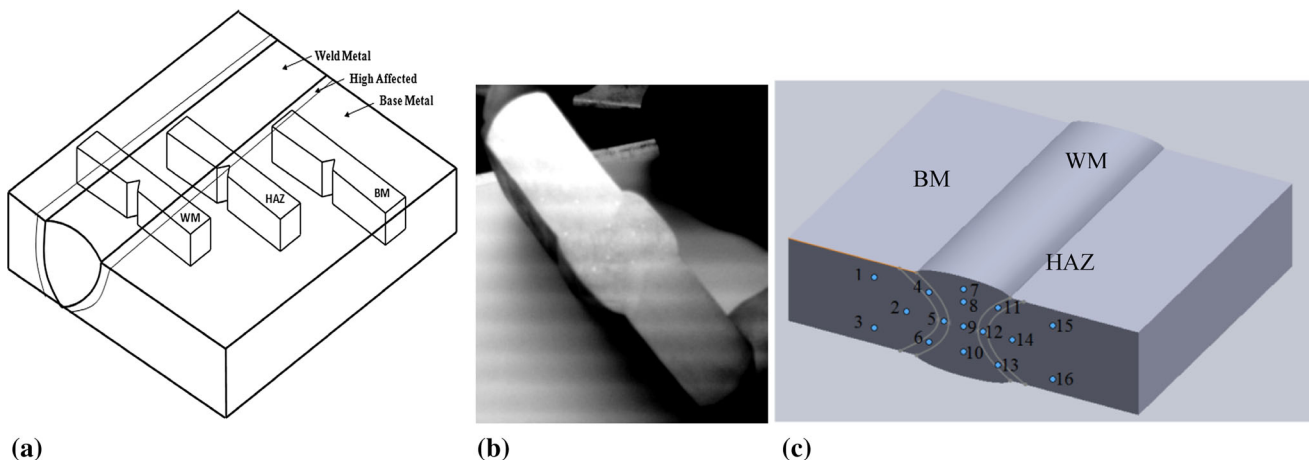 Weld Metal
High Affected
Base Metal
WM
HAZ
BM
BM
WM
HAZ
1
2
3
4
5
6
7
8
9
10
11
12
13
14
15
16
(a)
(b)
(c)